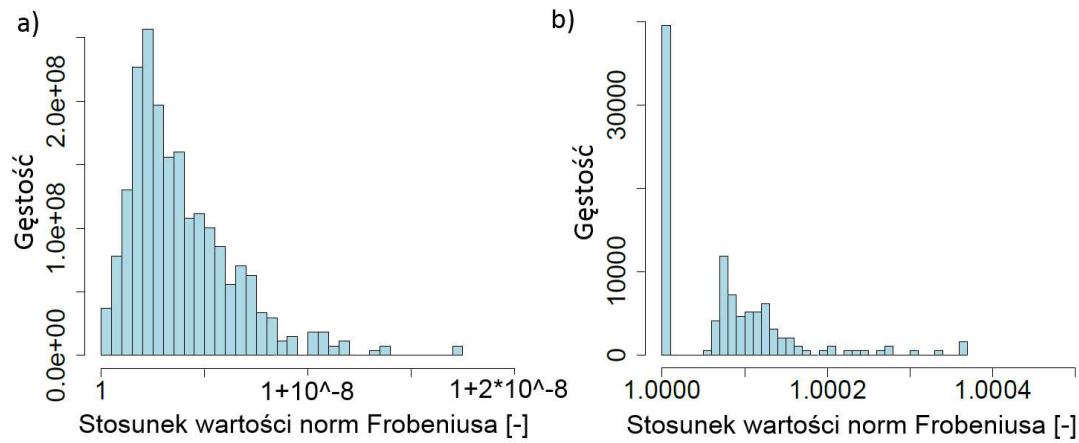 a)
Gęstość
2.0e+08
1.0e+08
0.0e+00
1
1+10^-8
1+2*10^-8
Stosunek wartości norm Frobeniusa [-]
b)
Gęstość
30000
10000
0
1.0000
1.0002
1.0004
Stosunek wartości norm Frobeniusa [-]